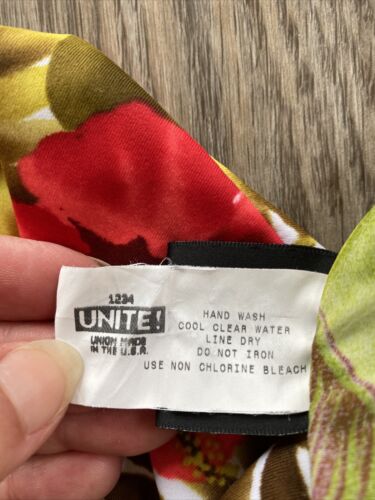 1234
UNITE!
UNION MADE
IN THE U.S.A.
HAND WASH
COOL CLEAR WATER
LINE DRY
DO NOT IRON
USE NON CHLORINE BLEACH